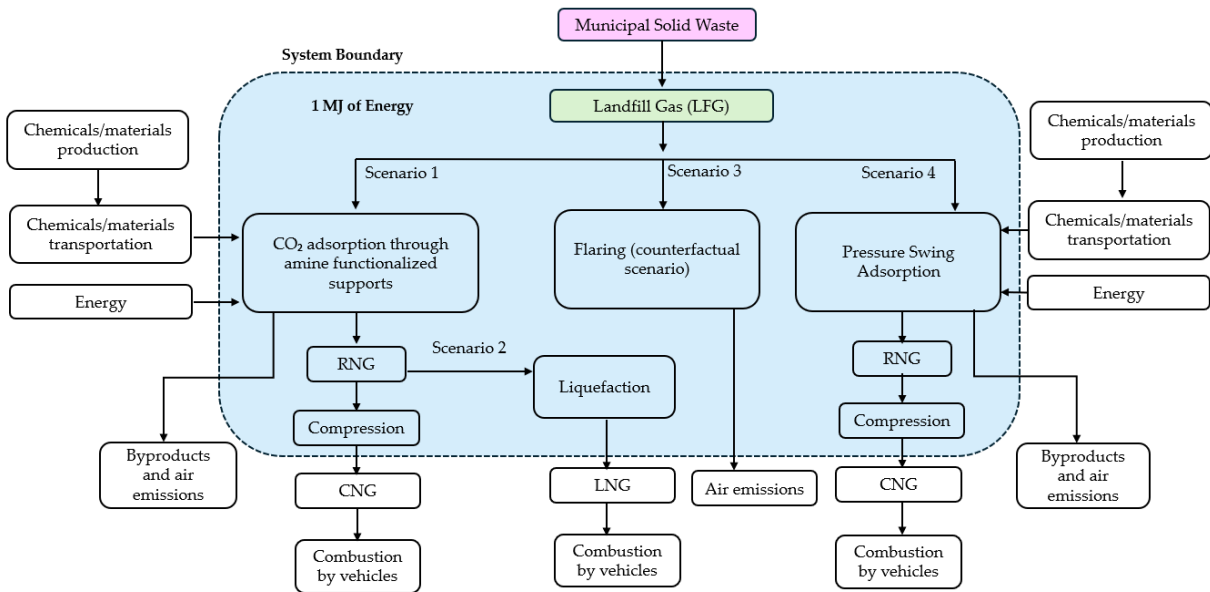 Municipal Solid Waste
System Boundary
1 MJ of Energy
Landfill Gas (LFG)
Chemicals/materials
production
Chemicals/materials
production
Scenario 1
Scenario 3
Scenario 4
Chemicals/materials
transportation
CO₂ adsorption through
amine functionalized
supports
Flaring (counterfactual
scenario)
Pressure Swing
Adsorption
Chemicals/materials
transportation
Energy
Energy
RNG
Scenario 2
Liquefaction
RNG
Compression
Compression
Byproducts
and air
emissions
CNG
LNG
Air emissions
CNG
Byproducts
and air
emissions
Combustion
by vehicles
Combustion
by vehicles
Combustion
by vehicles